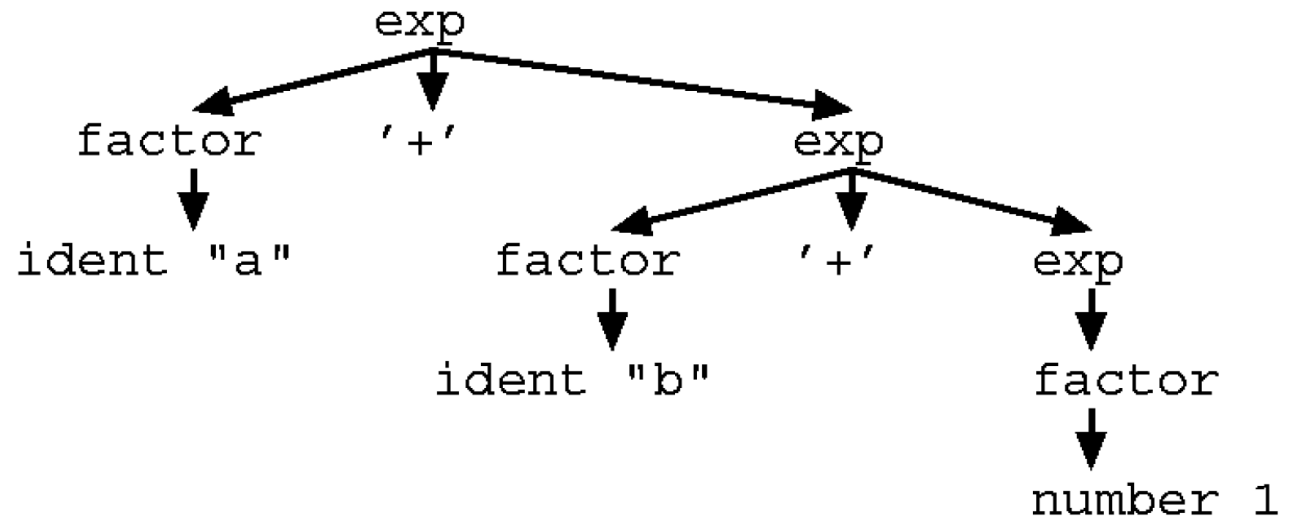 exp
factor '+' exp
ident "a" factor '+' exp
ident "b" factor
number 1